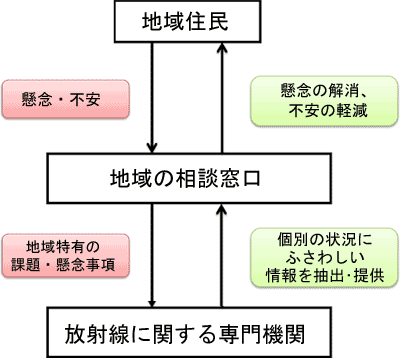 地域住民
懸念・不安
懸念の解消、
不安の軽減
地域の相談窓口
地域特有の
課題・懸念事項
個別の状況に
ふさわしい
情報を抽出・提供
放射線に関する専門機関